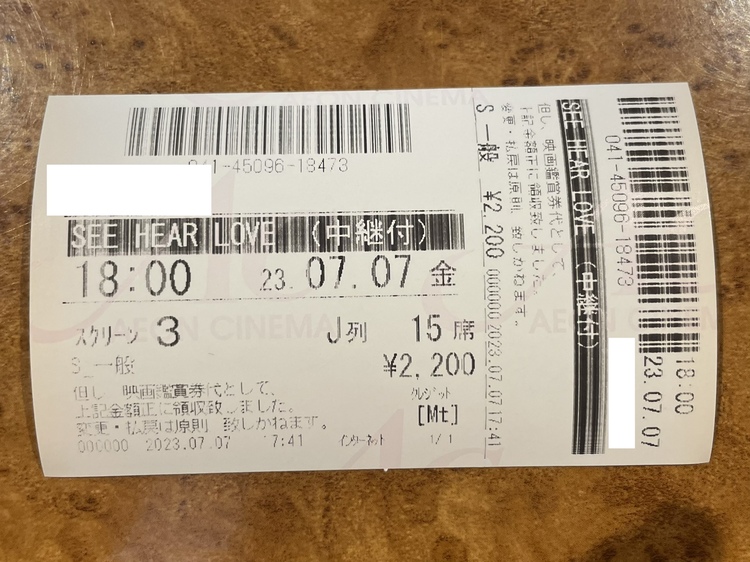 AEON CINEMA
041-45096-18473
SEE HEAR LOVE (中継付)
18:00 23.07.07 金
スクリーン 3 J列 15席
AEON CINEMA
S_一般 ¥2,200
但し、映画鑑賞券代として、 クレジット
上記金額正に領収致しました。 [Mt]
変更・払戻は原則 致しかねます。
000000 2023.07.07 17:41 インターネット 1/1
041-45096-18473
18:00
23.07.07
SEE HEAR LOVE (中継付)
但し、映画鑑賞券代として、
上記金額正に領収致しました。
変更・払戻は原則、致しかねます。
S_一般 ¥2,200 000000 2023.07.07 17:41
AEON CINEMA